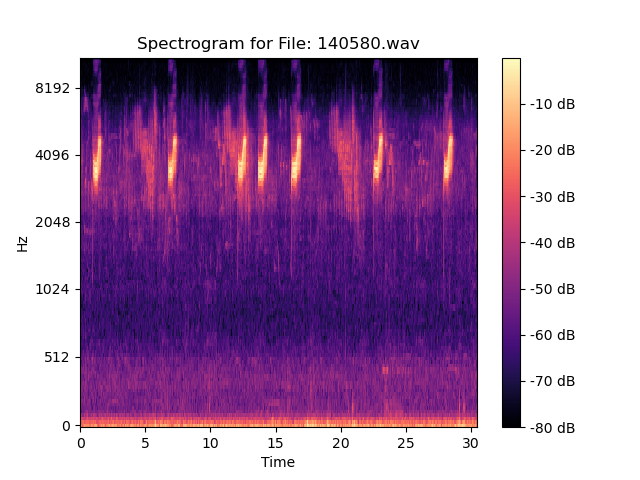 Spectrogram for File: 140580.wav
Hz
8192
4096
2048
1024
512
0
0 5 10 15 20 25 30
Time
-10 dB
-20 dB
-30 dB
-40 dB
-50 dB
-60 dB
-70 dB
-80 dB